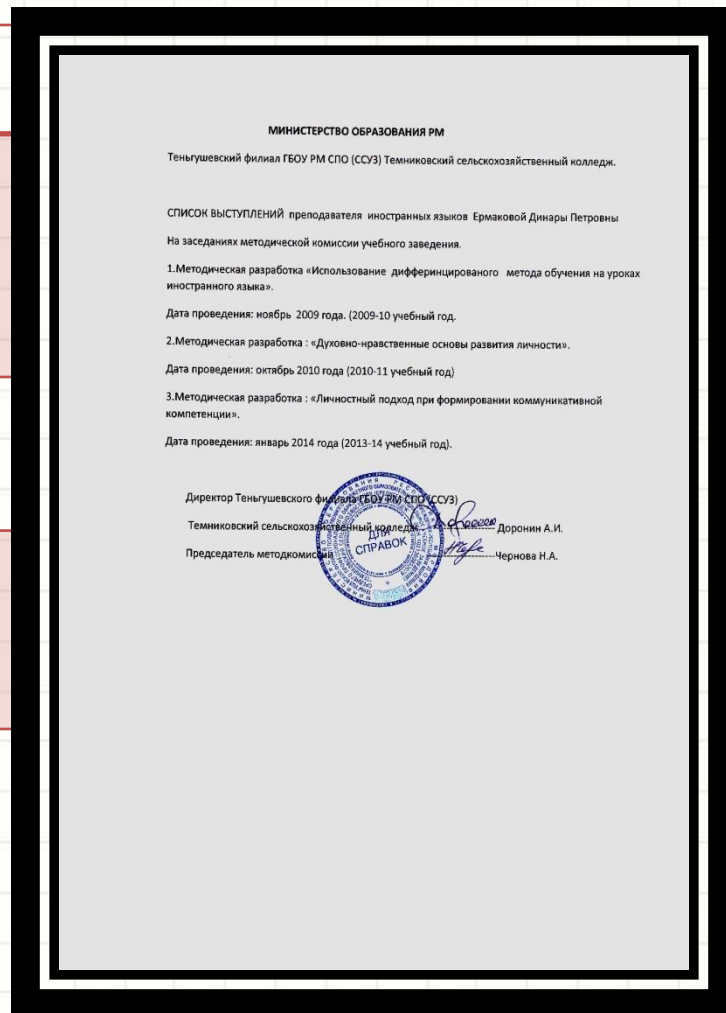 МИНИСТЕРСТВО ОБРАЗОВАНИЯ РМ
Теньгушевский филиал ГБОУ РМ СПО (ССУЗ) Темниковский сельскохозяйственный колледж.
СПИСОК ВЫСТУПЛЕНИЙ преподавателя иностранных языков Ермаковой Динары Петровны
На заседаниях методической комиссии учебного заведения.
1.Методическая разработка «Использование дифферинцированого метода обучения на уроках
иностранного языка».
Дата проведения: ноябрь 2009 года. (2009-10 учебный год.
2.Методическая разработка : «Духовно-нравственные основы развития личности».
Дата проведения: октябрь 2010 года (2010-11 учебный год)
3.Методическая разработка : «Личностный подход при формировании коммуникативной
компетенции».
Дата проведения: январь 2014 года (2013-14 учебный год).
Директор Теньгушевского филиала ГБОУ РМ СПО (ССУЗ)
Темниковский сельскохозяйственный колледж Доронин А.И.
Председатель методкомиссии Чернова Н.А.
ДЛЯ
СПРАВОК